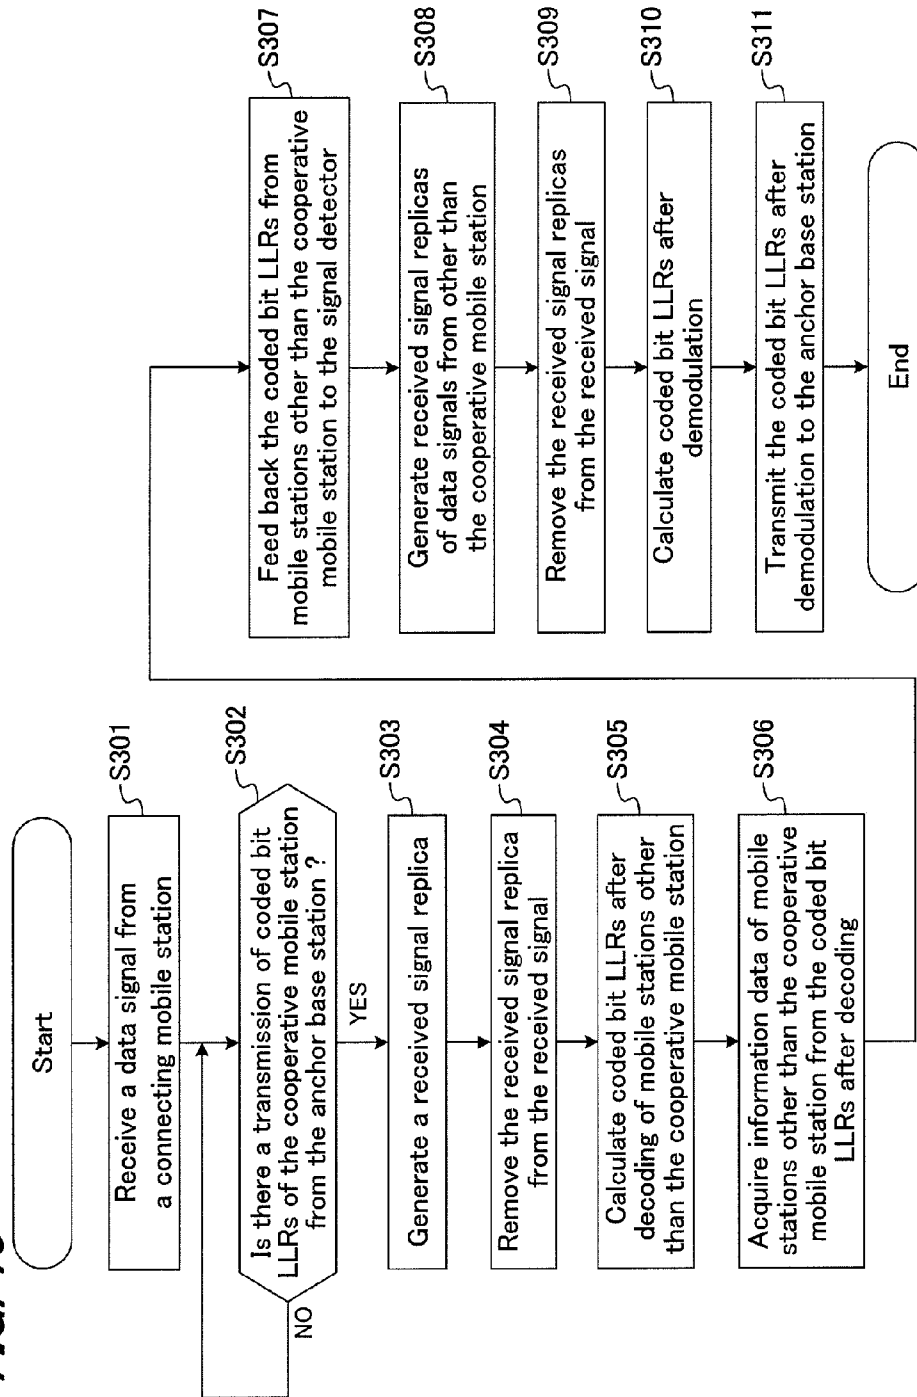 Start
Receive a data signal from
a connecting mobile station
S301
Is there a transmission of coded bit
LLRs of the cooperative mobile station
from the anchor base station?
S302
NO
YES
Generate a received signal replica
S303
Remove the received signal replica
from the received signal
S304
Calculate coded bit LLRs after
decoding of mobile stations other
than the cooperative mobile station
S305
Acquire information data of mobile
stations other than the cooperative
mobile station from the coded bit
LLRs after decoding
S306
Feed back the coded bit LLRs from
mobile stations other than the cooperative
mobile station to the signal detector
S307
Generate received signal replicas
of data signals from other than
the cooperative mobile station
S308
Remove the received signal replicas
from the received signal
S309
Calculate coded bit LLRs after
demodulation
S310
Transmit the coded bit LLRs after
demodulation to the anchor base station
S311
End